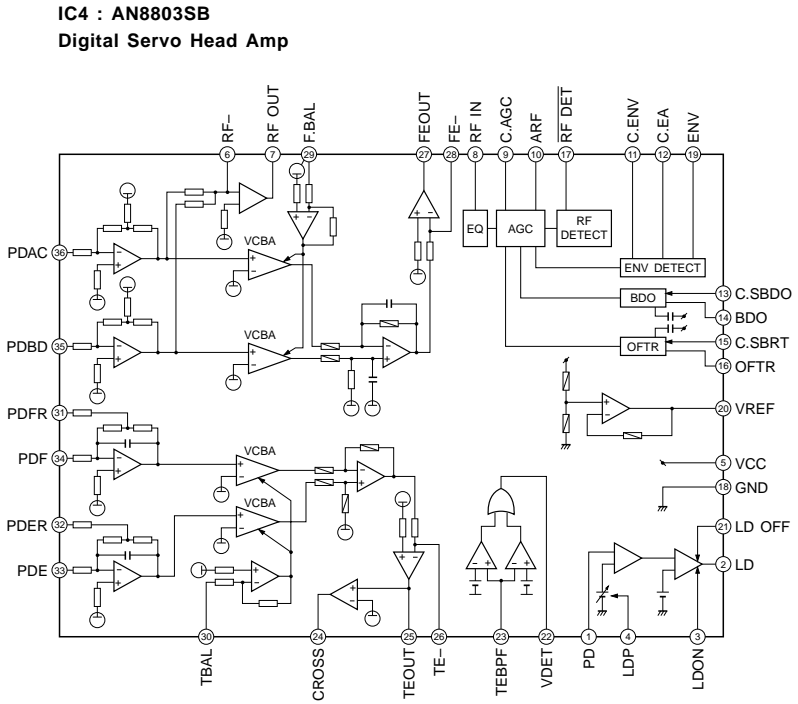 IC4 : AN8803SB
Digital Servo Head Amp
RF–
RF OUT
F.BAL
FEOUT
FE–
RF IN
C.AGC
ARF
RF DET
C.ENV
C.EA
ENV
6
7
29
27
28
8
9
10
17
11
12
19
PDAC
36
VCBA
EQ
AGC
RF
DETECT
ENV DETECT
BDO
13
C.SBDO
14
BDO
PDBD
35
VCBA
OFTR
15
C.SBRT
16
OFTR
PDFR
31
20
VREF
PDF
34
VCBA
5
VCC
18
GND
PDER
32
VCBA
21
LD OFF
PDE
33
2
LD
30
24
25
26
23
22
1
4
3
TBAL
CROSS
TEOUT
TE–
TEBPF
VDET
PD
LDP
LDON